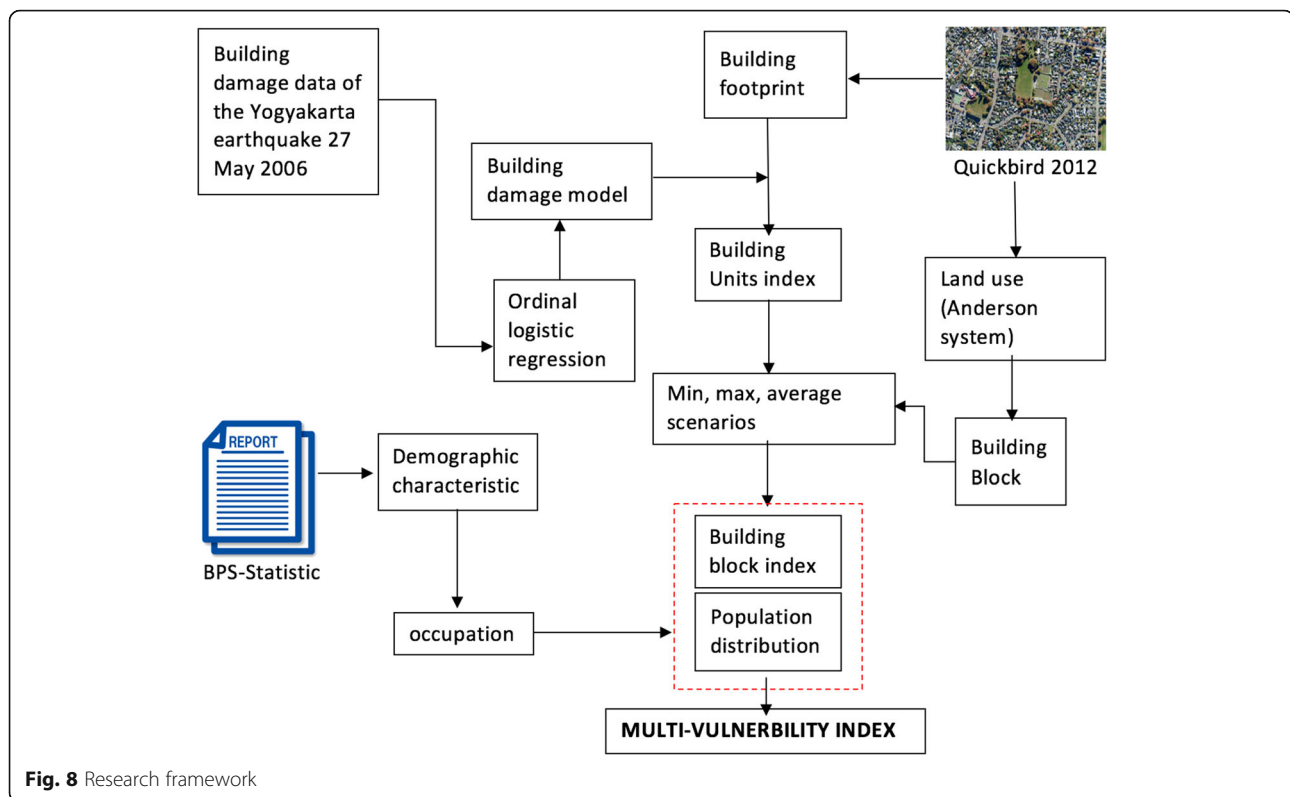 Building
damage data of
the Yogyakarta
earthquake 27
May 2006
Building
footprint
Quickbird 2012
Building
damage model
Building
Units index
Land use
(Anderson
system)
Ordinal
logistic
regression
Min, max, average
scenarios
Building
Block
REPORT
BPS-Statistic
Demographic
characteristic
Building
block index
occupation
Population
distribution
MULTI-VULNERBILITY INDEX
Fig. 8 Research framework